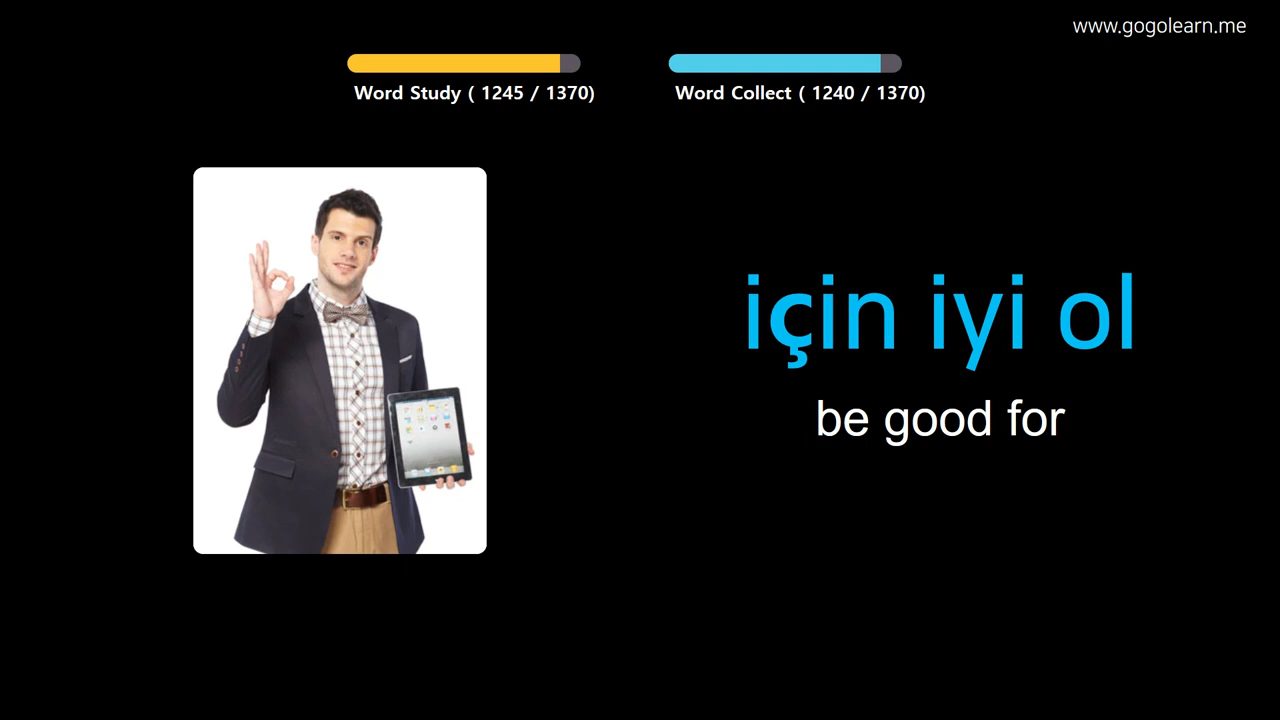 www.gogolearn.me
Word Study ( 1245 / 1370)
Word Collect ( 1240 / 1370)
için iyi ol
be good for